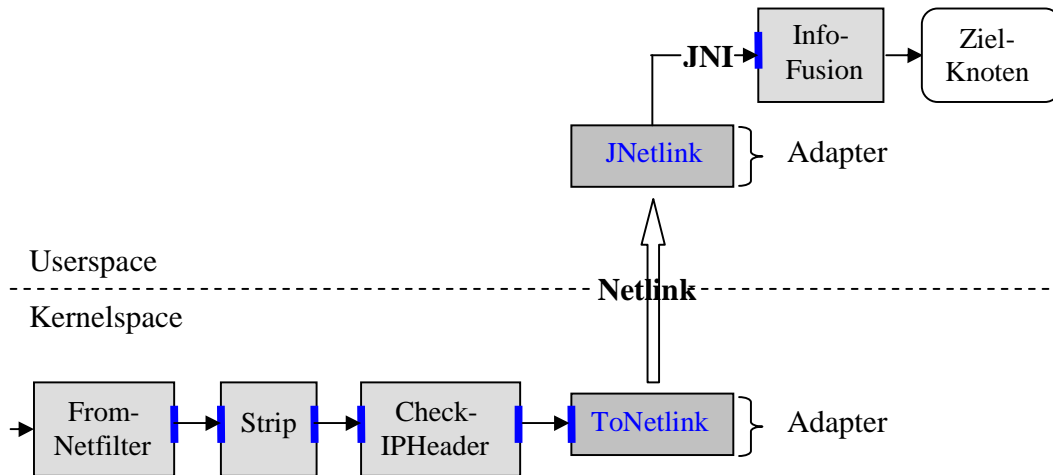 JNI
Info-
Fusion
Ziel-
Knoten
JNetlink
Adapter
Userspace
Netlink
Kernelspace
From-
Netfilter
Strip
Check-
IPHeader
ToNetlink
Adapter